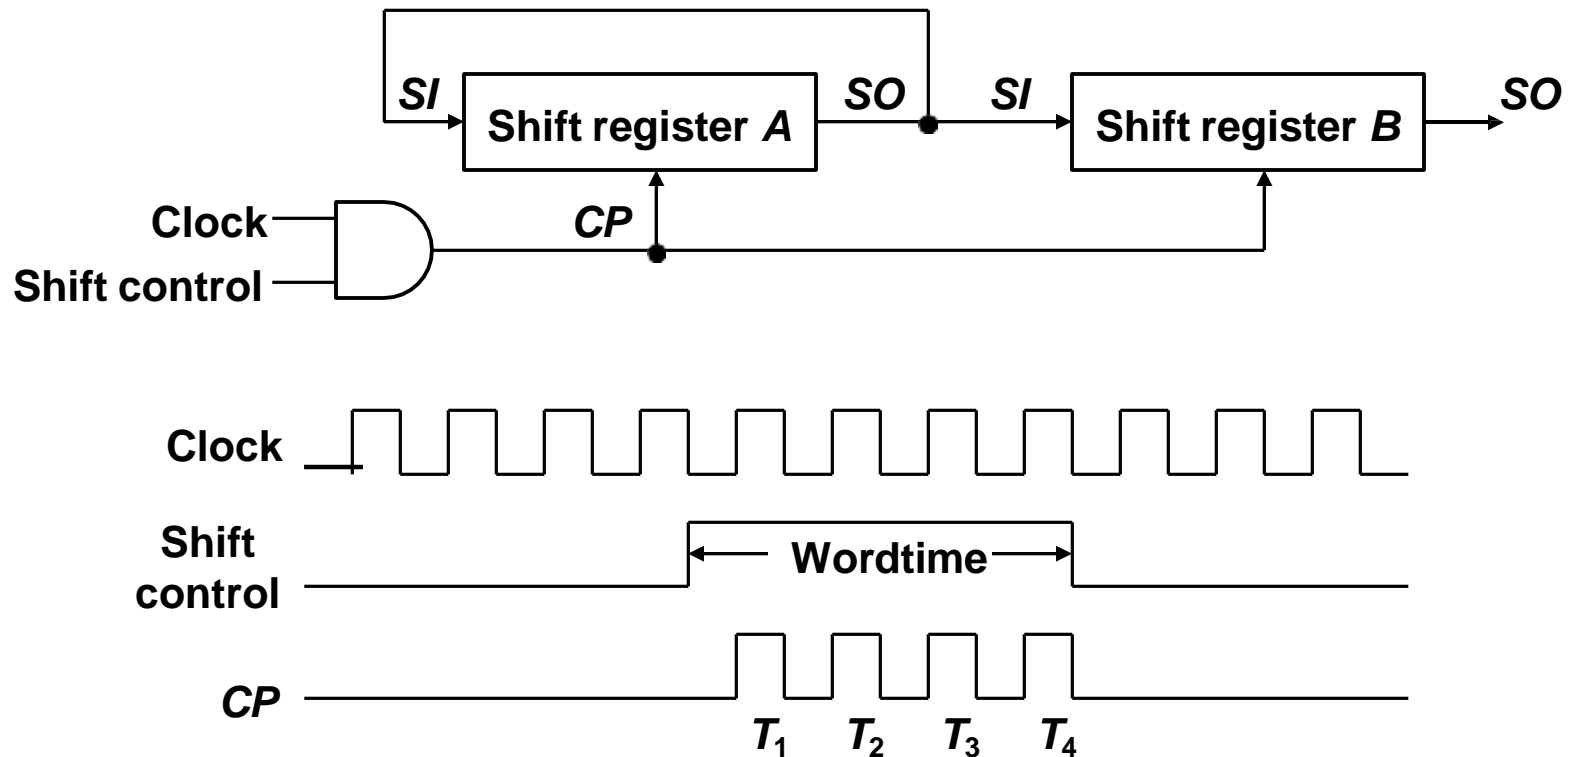 SI
SO
SI
SO
Shift register A
Shift register B
Clock
CP
Shift control
Clock
Shift
control
Wordtime
CP
T1
T2
T3
T4